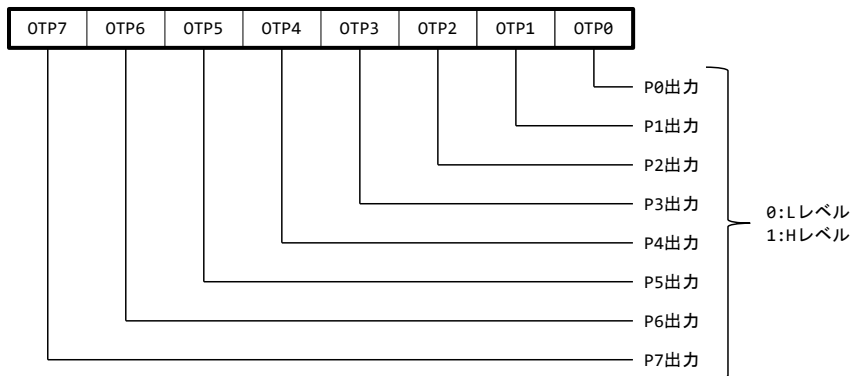 OTP7 OTP6 OTP5 OTP4 OTP3 OTP2 OTP1 OTP0
P0出力
P1出力
P2出力
P3出力
P4出力
P5出力
P6出力
P7出力
0:Lレベル
1:Hレベル